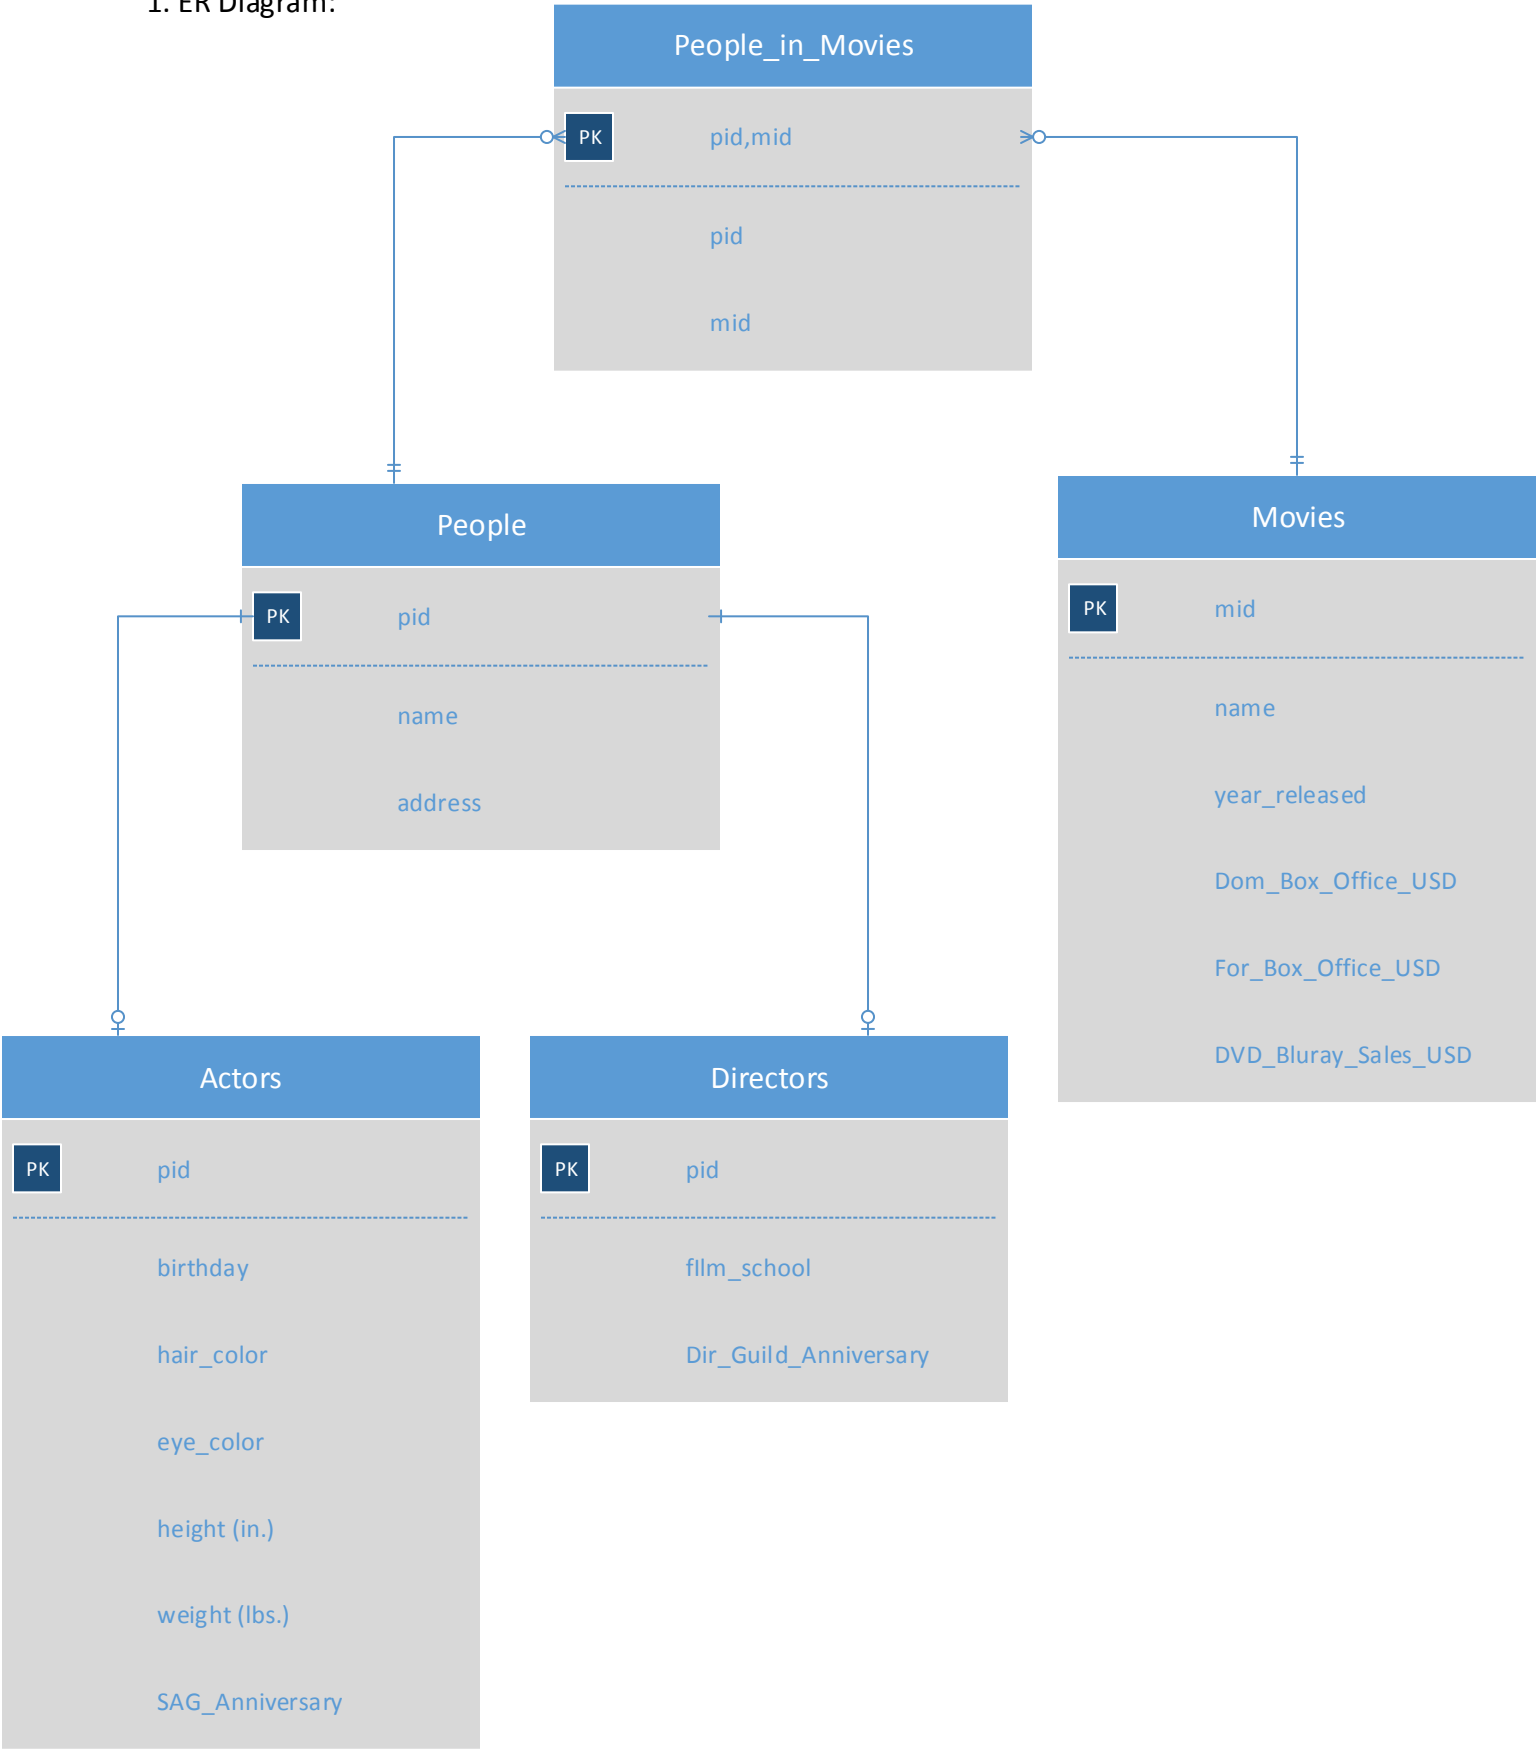 1. ER Diagram:
People_in_Movies
PK pid,mid
pid
mid
People
PK pid
name
address
Movies
PK mid
name
year_released
Dom_Box_Office_USD
For_Box_Office_USD
DVD_Bluray_Sales_USD
Actors
PK pid
birthday
hair_color
eye_color
height (in.)
weight (lbs.)
SAG_Anniversary
Directors
PK pid
fIlm_school
Dir_Guild_Anniversary